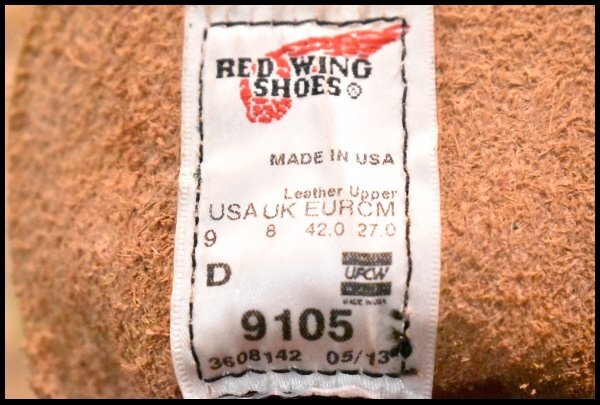 RED WING
SHOES®
MADE IN USA
Leather Upper
USA UK EUR CM
9 8 42.0 27.0
D
UFCW
MADE IN USA
9105
3608142 05/13